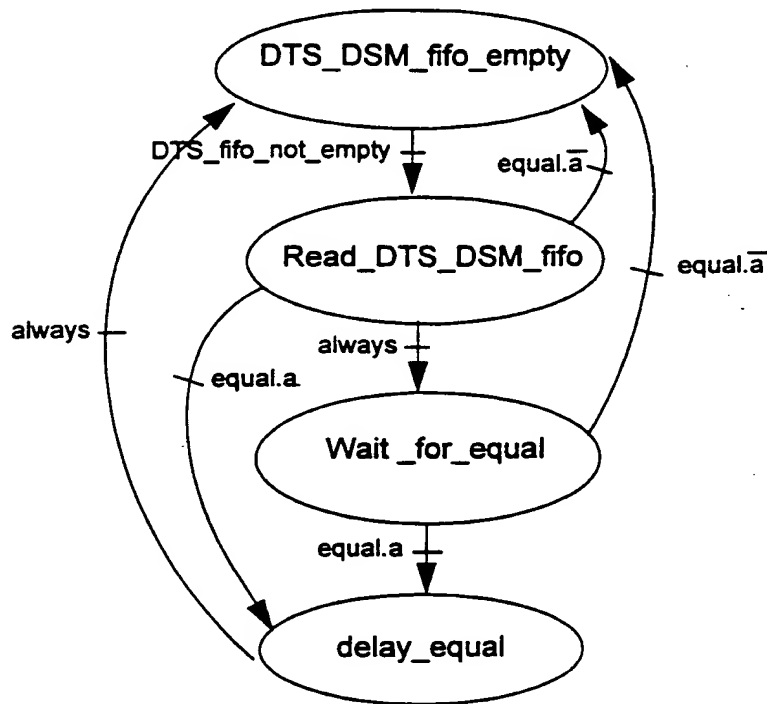 DTS_DSM_fifo_empty
DTS_fifo_not_empty
equal.a̅
Read_DTS_DSM_fifo
equal.a̅
always
always
equal.a
Wait _for_equal
equal.a
delay_equal